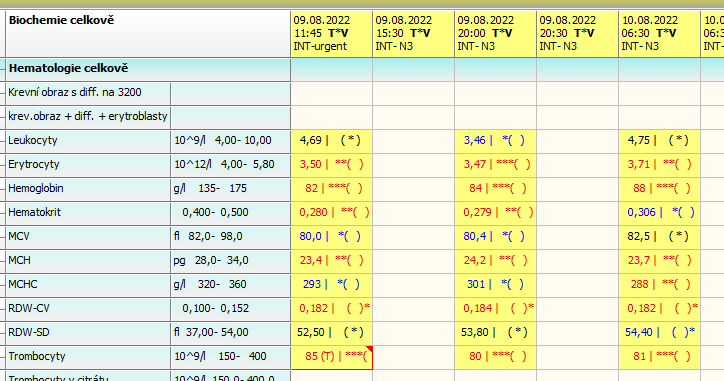 Biochemie celkově 09.08.2022 09.08.2022 09.08.2022 09.08.2022 10.08.2022 10.0
11:45 T*V 15:30 T*V 20:00 T*V 20:30 T*V 06:30 T*V 06:3
INT-urgent INT- N3 INT- N3 INT- N3 INT- N3 INT-
Hematologie celkově
Krevní obraz s diff. na 3200
krev.obraz + diff. + erytroblasty
Leukocyty 10^9/l 4,00- 10,00 4,69 | (*) 3,46 | *( ) 4,75 | (*)
Erytrocyty 10^12/l 4,00- 5,80 3,50 | **( ) 3,47 | ***( ) 3,71 | **( )
Hemoglobin g/l 135- 175 82 | ***( ) 84 | ***( ) 88 | ***( )
Hematokrit 0,400- 0,500 0,280 | **( ) 0,279 | **( ) 0,306 | *( )
MCV fl 82,0- 98,0 80,0 | *( ) 80,4 | *( ) 82,5 | (*)
MCH pg 28,0- 34,0 23,4 | **( ) 24,2 | **( ) 23,7 | **( )
MCHC g/l 320- 360 293 | *( ) 301 | *( ) 288 | **( )
RDW-CV 0,100- 0,152 0,182 | ( )* 0,184 | ( )* 0,182 | ( )*
RDW-SD fl 37,00- 54,00 52,50 | (*) 53,80 | (*) 54,40 | ( )*
Trombocyty 10^9/l 150- 400 85 (T) | ***( 80 | ***( ) 81 | ***( )
Trombocyty v citrátu 10^9/l 150,0- 400,0